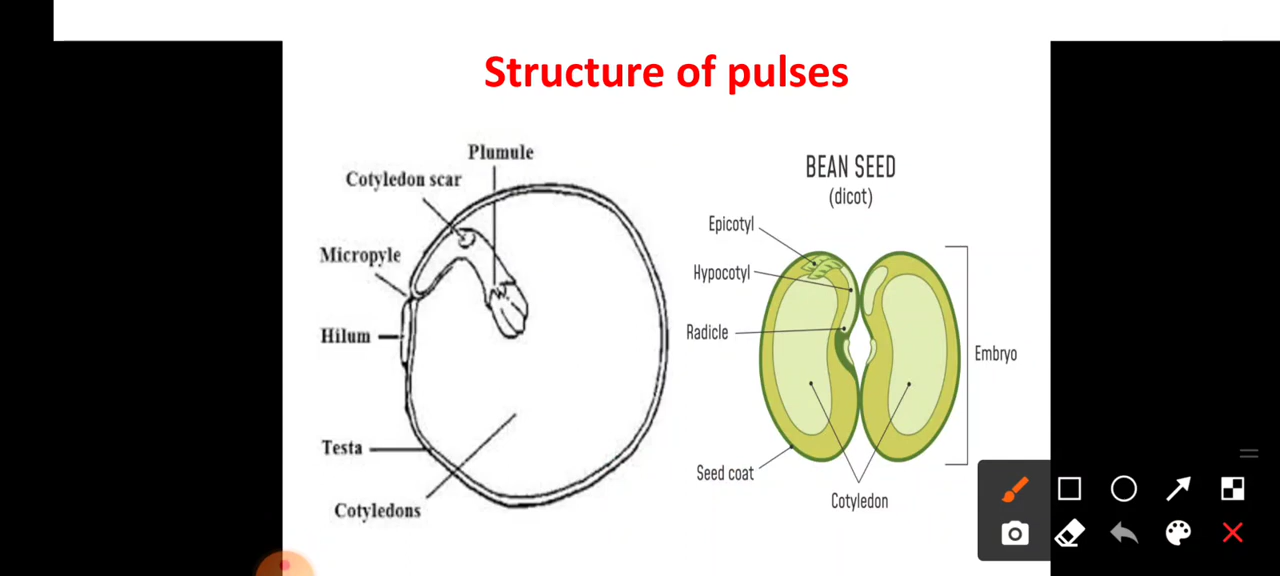 Structure of pulses
Plumule
Cotyledon scar
Micropyle
Hilum
Testa
Cotyledons
BEAN SEED
(dicot)
Epicotyl
Hypocotyl
Radicle
Embryo
Seed coat
Cotyledon